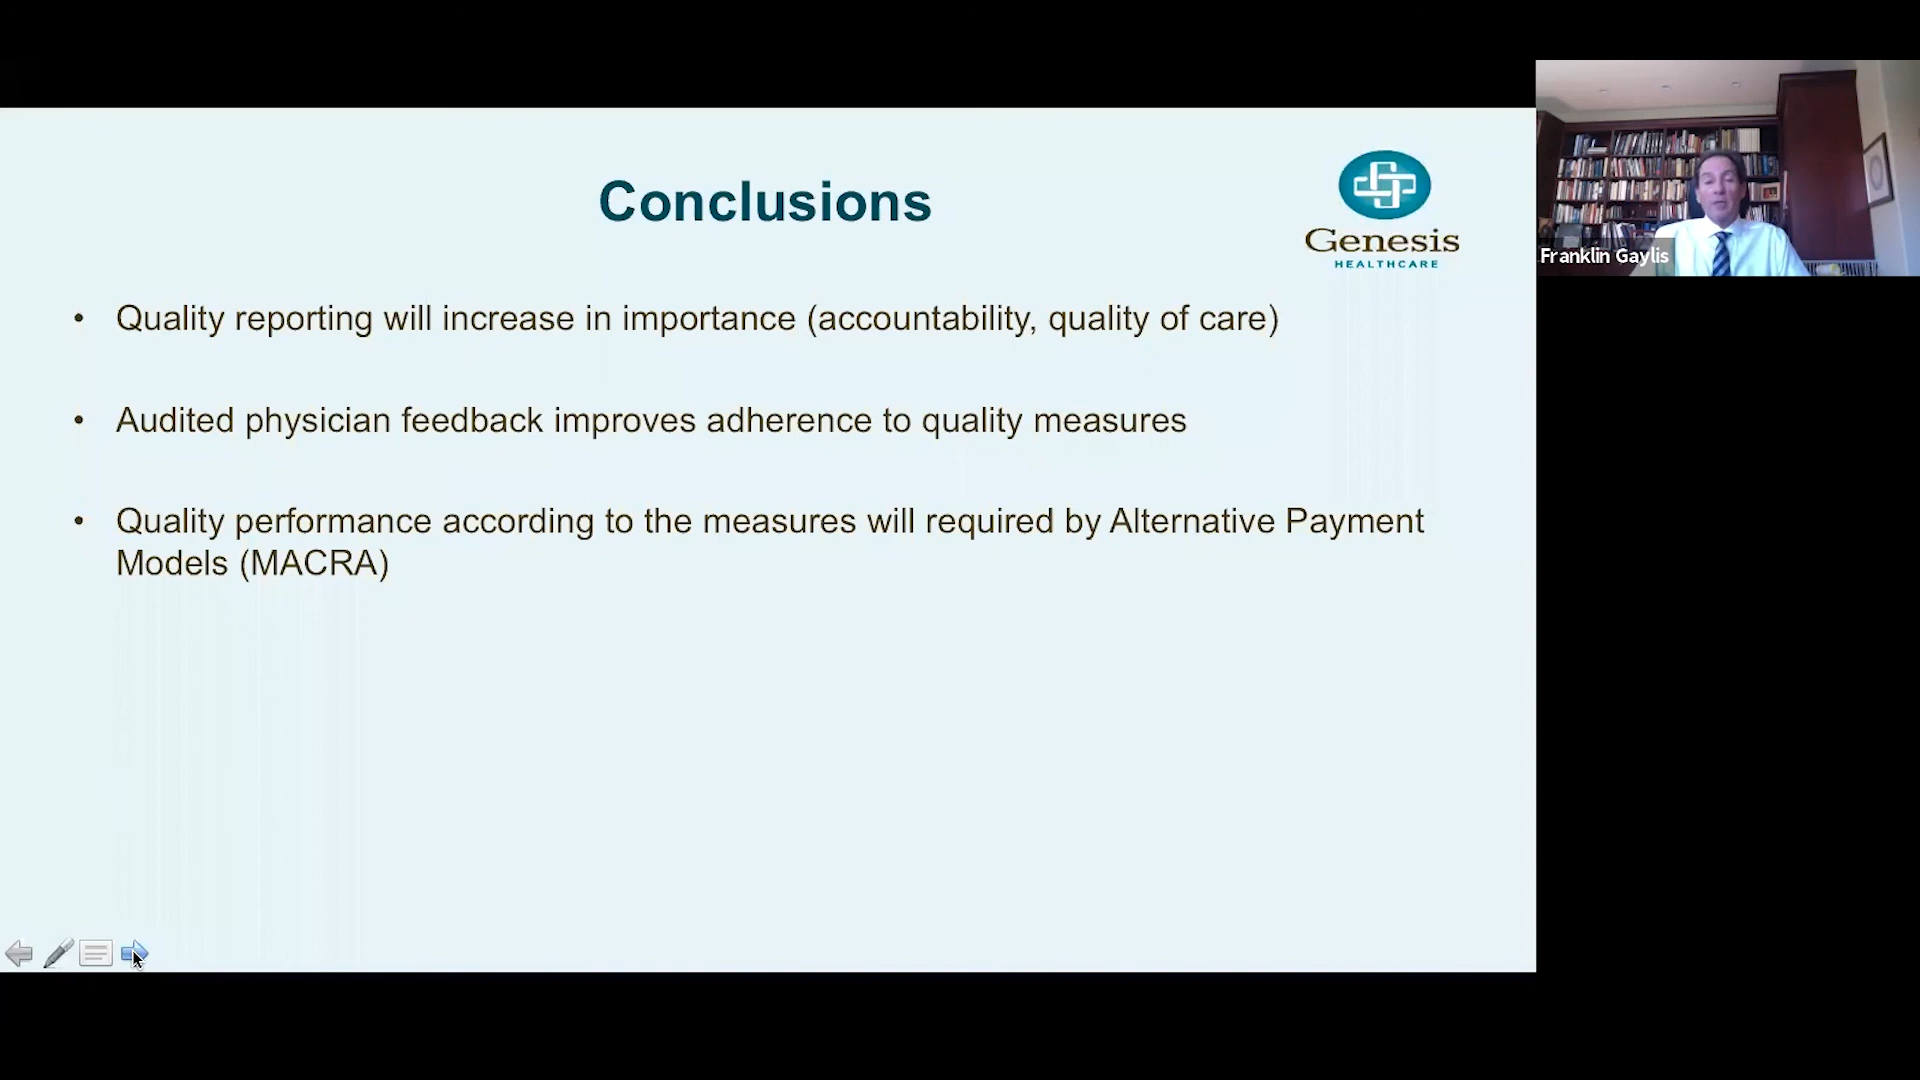 Conclusions
Genesis
HEALTHCARE
Franklin Gaylis
• Quality reporting will increase in importance (accountability, quality of care)
• Audited physician feedback improves adherence to quality measures
• Quality performance according to the measures will required by Alternative Payment
Models (MACRA)